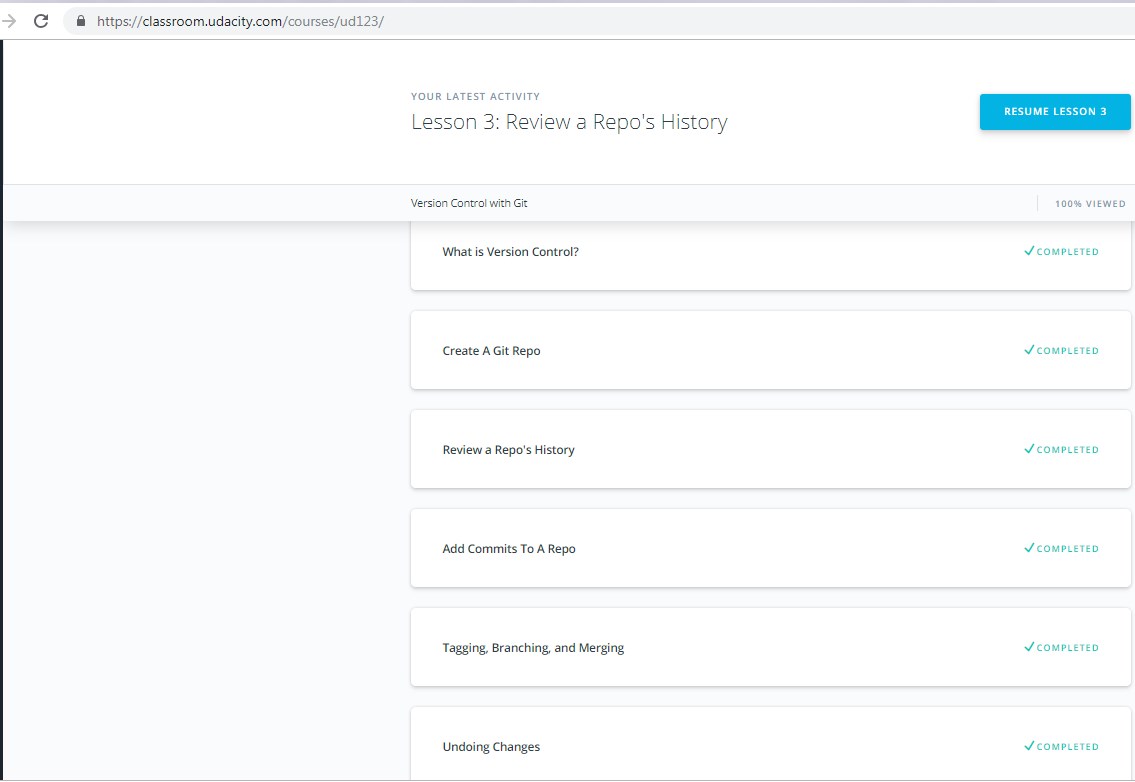 https://classroom.udacity.com/courses/ud123/
YOUR LATEST ACTIVITY
Lesson 3: Review a Repo's History
RESUME LESSON 3
Version Control with Git
100% VIEWED
What is Version Control?
COMPLETED
Create A Git Repo
COMPLETED
Review a Repo's History
COMPLETED
Add Commits To A Repo
COMPLETED
Tagging, Branching, and Merging
COMPLETED
Undoing Changes
COMPLETED